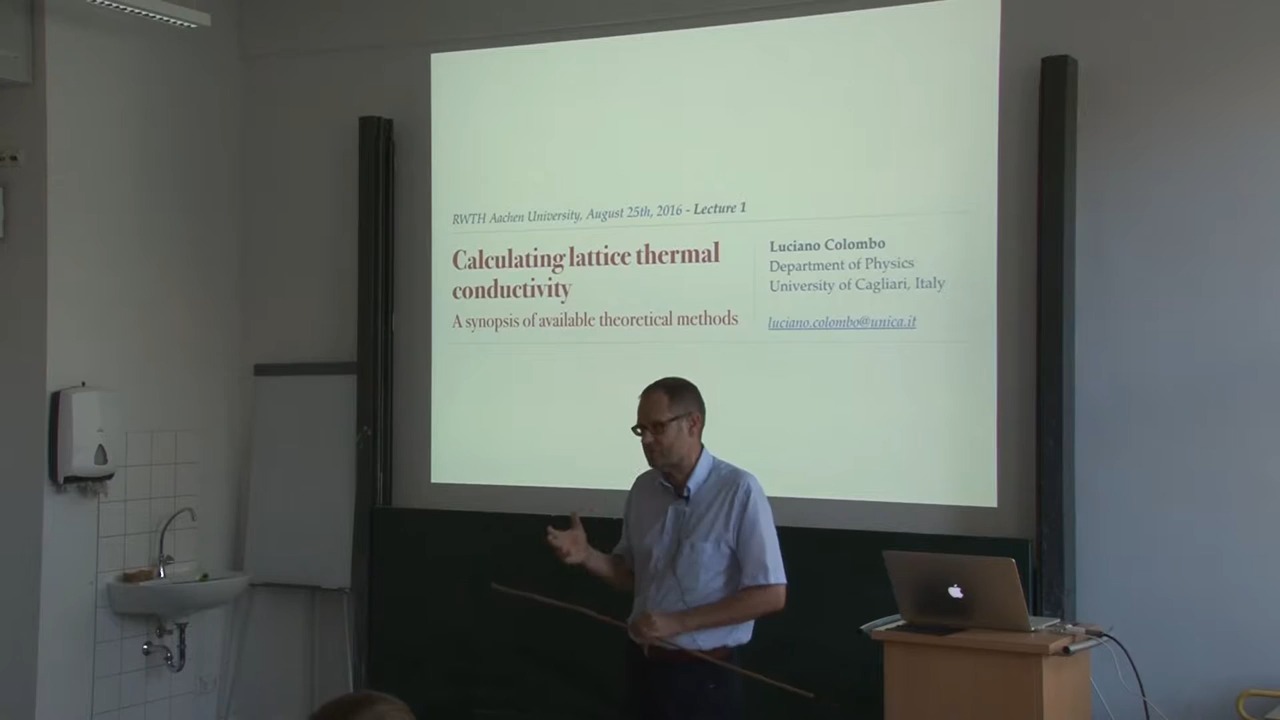 RWTH Aachen University, August 25th, 2016 - Lecture 1
Calculating lattice thermal
conductivity
A synopsis of available theoretical methods
Luciano Colombo
Department of Physics
University of Cagliari, Italy
luciano.colombo@unica.it